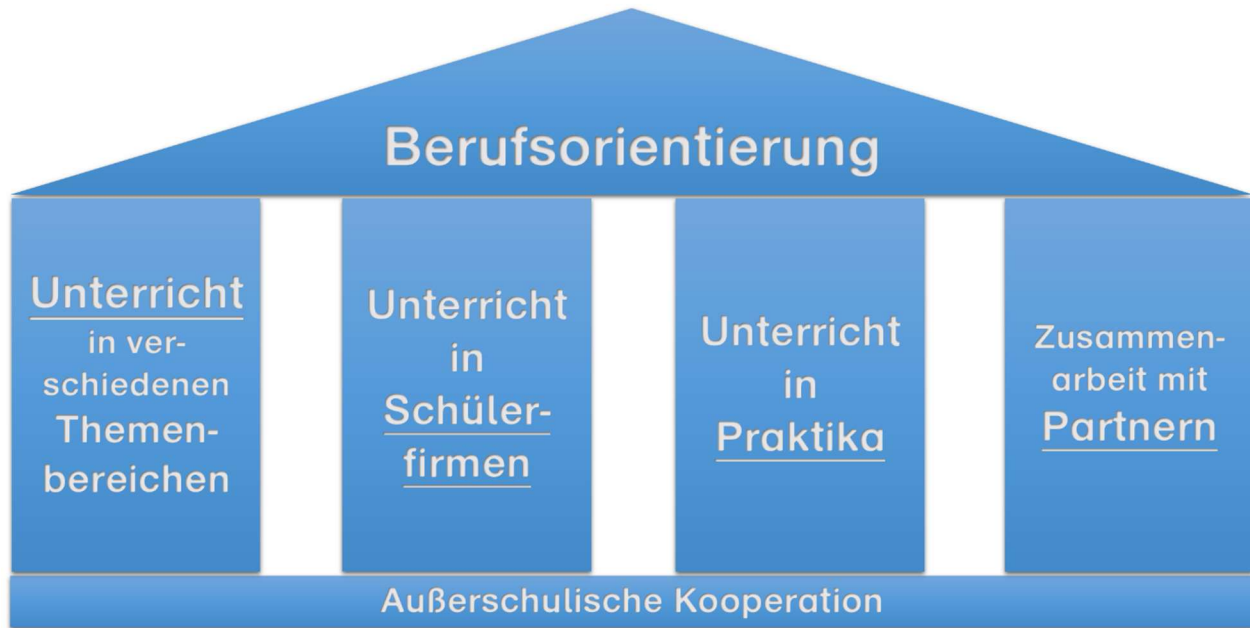 Berufsorientierung
Unterricht
in ver-
schiedenen
Themen-
bereichen
Unterricht
in
Schüler-
firmen
Unterricht
in
Praktika
Zusammen-
arbeit mit
Partnern
Außerschulische Kooperation